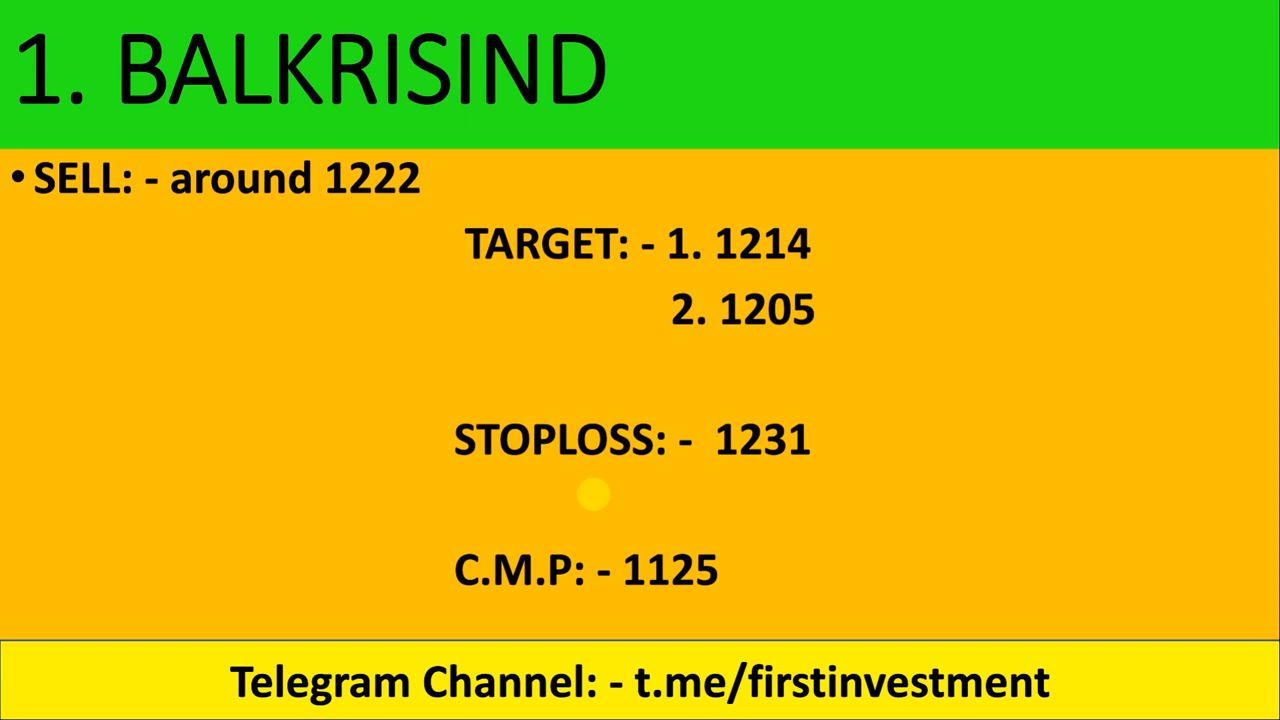 1. BALKRISIND
• SELL: - around 1222
TARGET: - 1. 1214
2. 1205
STOPLOSS: -  1231
C.M.P: - 1125
Telegram Channel: - t.me/firstinvestment